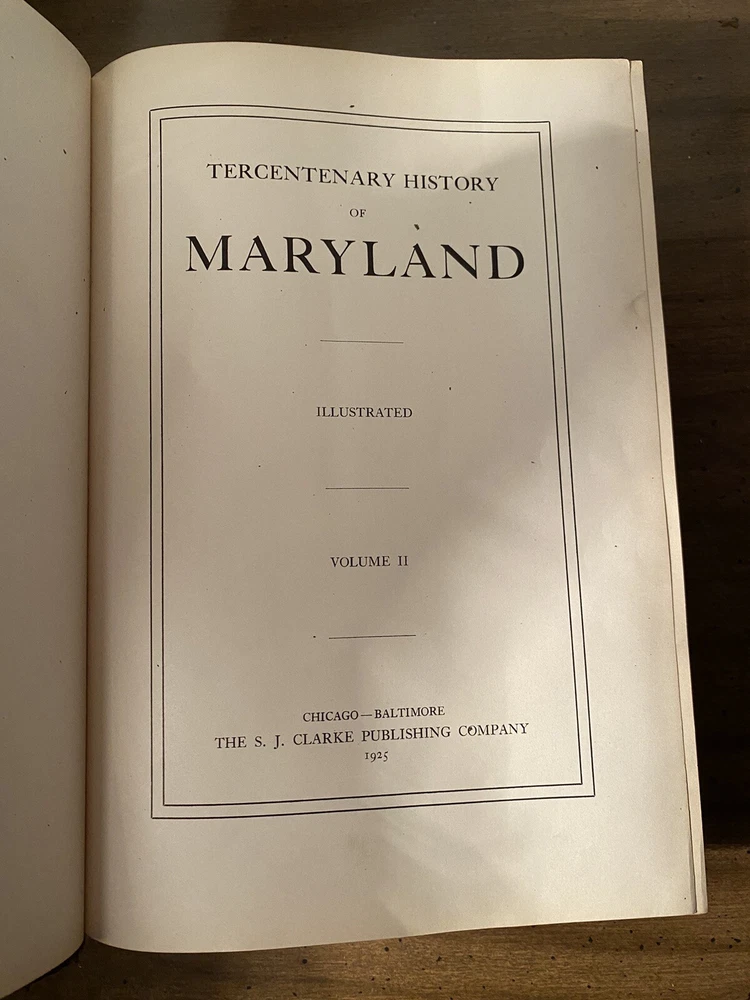 TERCENTENARY HISTORY
OF
MARYLAND
ILLUSTRATED
VOLUME II
CHICAGO—BALTIMORE
THE S. J. CLARKE PUBLISHING COMPANY
1925